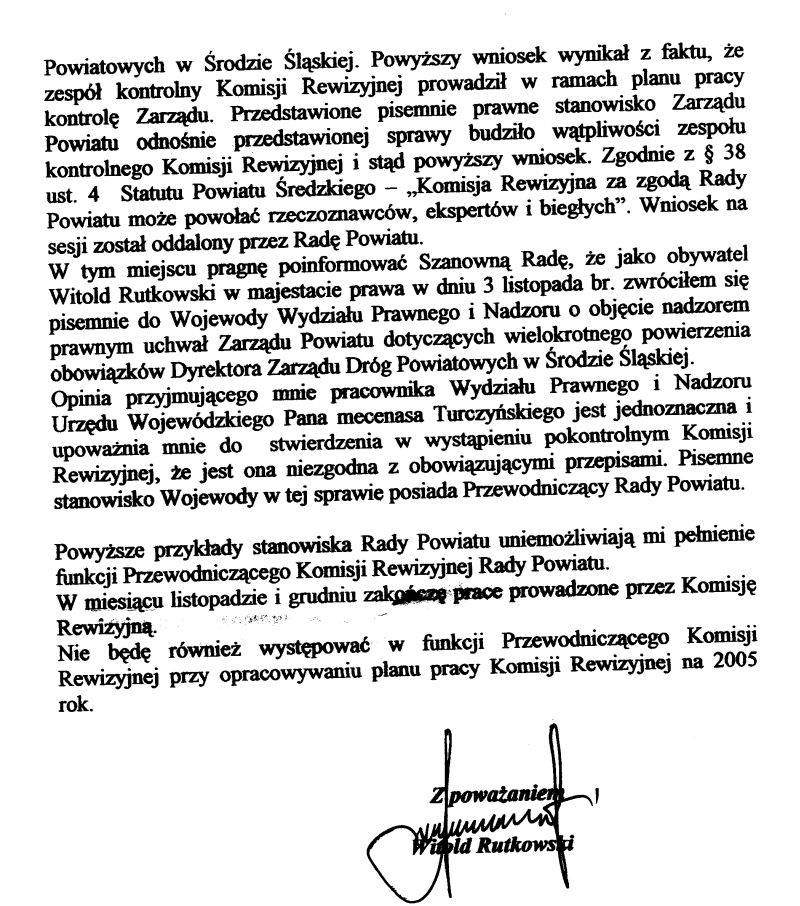 Powiatowych w Środzie Śląskiej. Powyższy wniosek wynikał z faktu, że
zespół kontrolny Komisji Rewizyjnej prowadził w ramach planu pracy
kontrolę Zarządu. Przedstawione pisemnie prawne stanowisko Zarządu
Powiatu odnośnie przedstawionej sprawy budziło wątpliwości zespołu
kontrolnego Komisji Rewizyjnej i stąd powyższy wniosek. Zgodnie z § 38
ust. 4 Statutu Powiatu Średzkiego – „Komisja Rewizyjna za zgodą Rady
Powiatu może powołać rzeczoznawców, ekspertów i biegłych”. Wniosek na
sesji został oddalony przez Radę Powiatu.
W tym miejscu pragnę poinformować Szanowną Radę, że jako obywatel
Witold Rutkowski w majestacie prawa w dniu 3 listopada br. zwróciłem się
pisemnie do Wojewody Wydziału Prawnego i Nadzoru o objęcie nadzorem
prawnym uchwał Zarządu Powiatu dotyczących wielokrotnego powierzenia
obowiązków Dyrektora Zarządu Dróg Powiatowych w Środzie Śląskiej.
Opinia przyjmującego mnie pracownika Wydziału Prawnego i Nadzoru
Urzędu Wojewódzkiego Pana mecenasa Turczyńskiego jest jednoznaczna i
upoważnia mnie do stwierdzenia w wystąpieniu pokontrolnym Komisji
Rewizyjnej, że jest ona niezgodna z obowiązującymi przepisami. Pisemne
stanowisko Wojewody w tej sprawie posiada Przewodniczący Rady Powiatu.
Powyższe przykłady stanowiska Rady Powiatu uniemożliwiają mi pełnienie
funkcji Przewodniczącego Komisji Rewizyjnej Rady Powiatu.
W miesiącu listopadzie i grudniu zakończę prace prowadzone przez Komisję
Rewizyjną.
Nie będę również występować w funkcji Przewodniczącego Komisji
Rewizyjnej przy opracowywaniu planu pracy Komisji Rewizyjnej na 2005
rok.
Z poważaniem
Witold Rutkowski